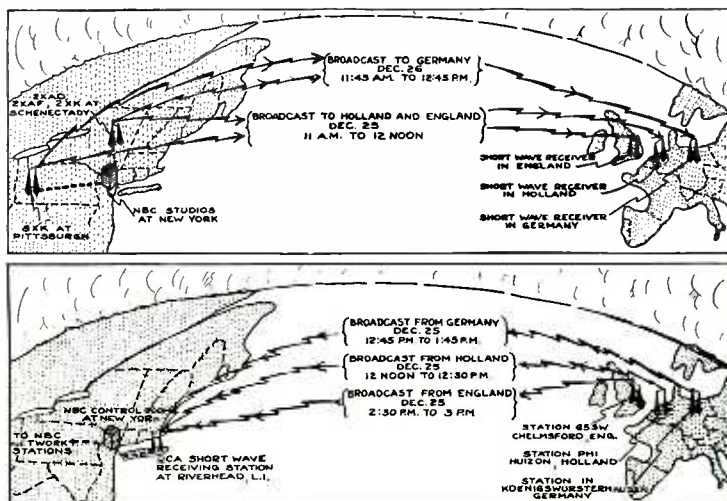 2XAD,
2XAF, 2XK AT
SCHENECTADY
BROADCAST TO GERMANY
DEC. 26
11:45 A.M. TO 12:45 P.M.
BROADCAST TO HOLLAND AND ENGLAND
DEC. 25
11 A.M. TO 12 NOON
8XK AT
PITTSBURGH
NBC STUDIOS
AT NEW YORK
SHORT WAVE RECEIVER
IN ENGLAND
SHORT WAVE RECEIVER
IN HOLLAND
SHORT WAVE RECEIVER
IN GERMANY
BROADCAST FROM GERMANY
DEC. 25
12:45 PM TO 1:45 P.M.
BROADCAST FROM HOLLAND
DEC. 25
12 NOON TO 12:30 P.M.
BROADCAST FROM ENGLAND
DEC. 25
2:30 P.M. TO 3 P.M.
NBC CONTROL
AT NEW YORK
TO NBC
TWORK
STATIONS
CA SHORT WAVE
RECEIVING STATION
AT RIVERHEAD, L.I.
STATION G5SW
CHELMSFORD ENG.
STATION PHI
HUIZON, HOLLAND
STATION IN
KOENIGSWURSTERN
GERMANY